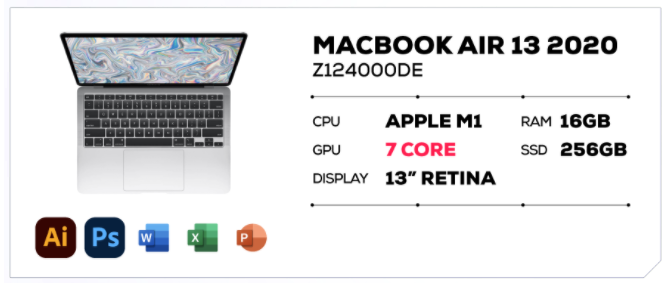 MACBOOK AIR 13 2020
Z124000DE
CPU APPLE M1 RAM 16GB
GPU 7 CORE SSD 256GB
DISPLAY 13” RETINA
Ai Ps W X P